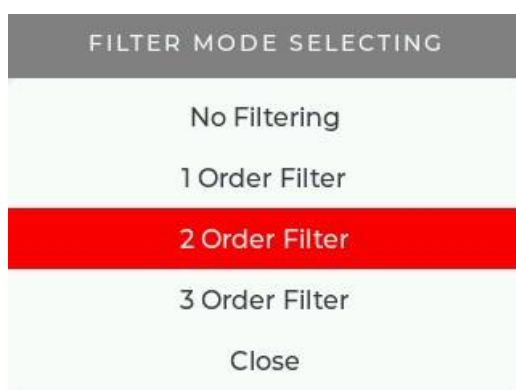 FILTER MODE SELECTING
No Filtering
1 Order Filter
2 Order Filter
3 Order Filter
Close